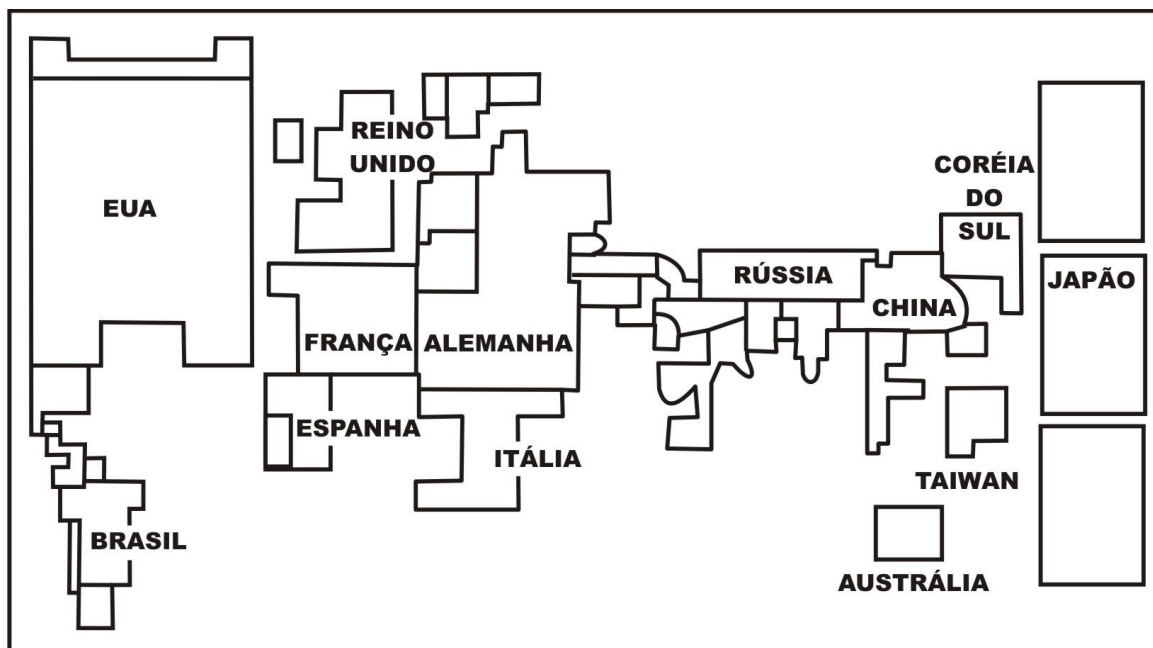 EUA
REINO
UNIDO
FRANÇA
ALEMANHA
ESPANHA
ITÁLIA
BRASIL
RÚSSIA
CHINA
CORÉIA
DO
SUL
JAPÃO
TAIWAN
AUSTRÁLIA